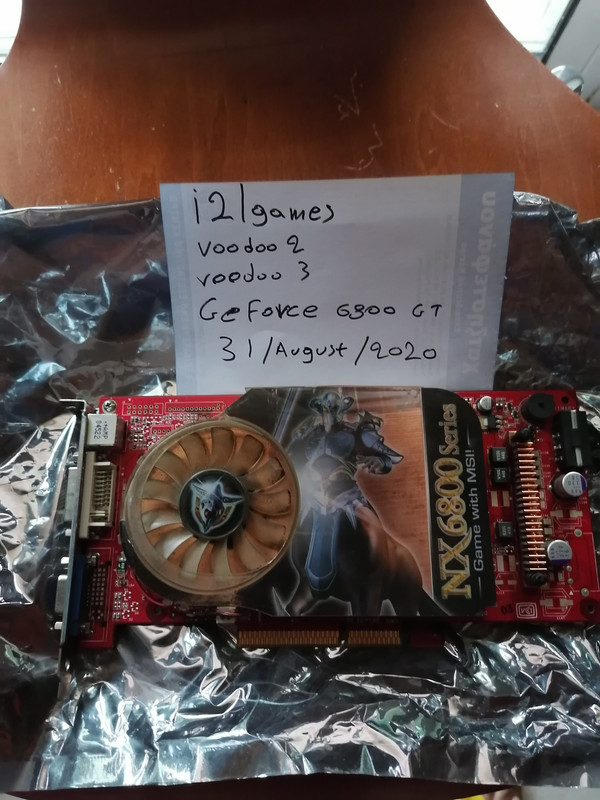 i2lgames
voodoo 2
voodoo 3
GeForce 6800 GT
31/August/2020
NX6800 Series
Game with MSI!